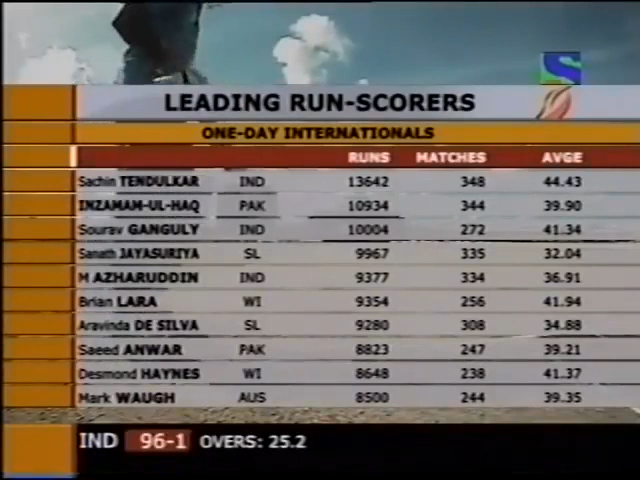 LEADING RUN-SCORERS
ONE-DAY INTERNATIONALS
RUNS MATCHES AVGE
Sachin TENDULKAR IND 13642 348 44.43
INZAMAM-UL-HAQ PAK 10934 344 39.90
Sourav GANGULY IND 10004 272 41.34
Sanath JAYASURIYA SL 9967 335 32.04
M AZHARUDDIN IND 9377 334 36.91
Brian LARA WI 9354 256 41.94
Aravinda DE SILVA SL 9280 308 34.88
Saeed ANWAR PAK 8823 247 39.21
Desmond HAYNES WI 8648 238 41.37
Mark WAUGH AUS 8500 244 39.35
IND 96-1 OVERS: 25.2